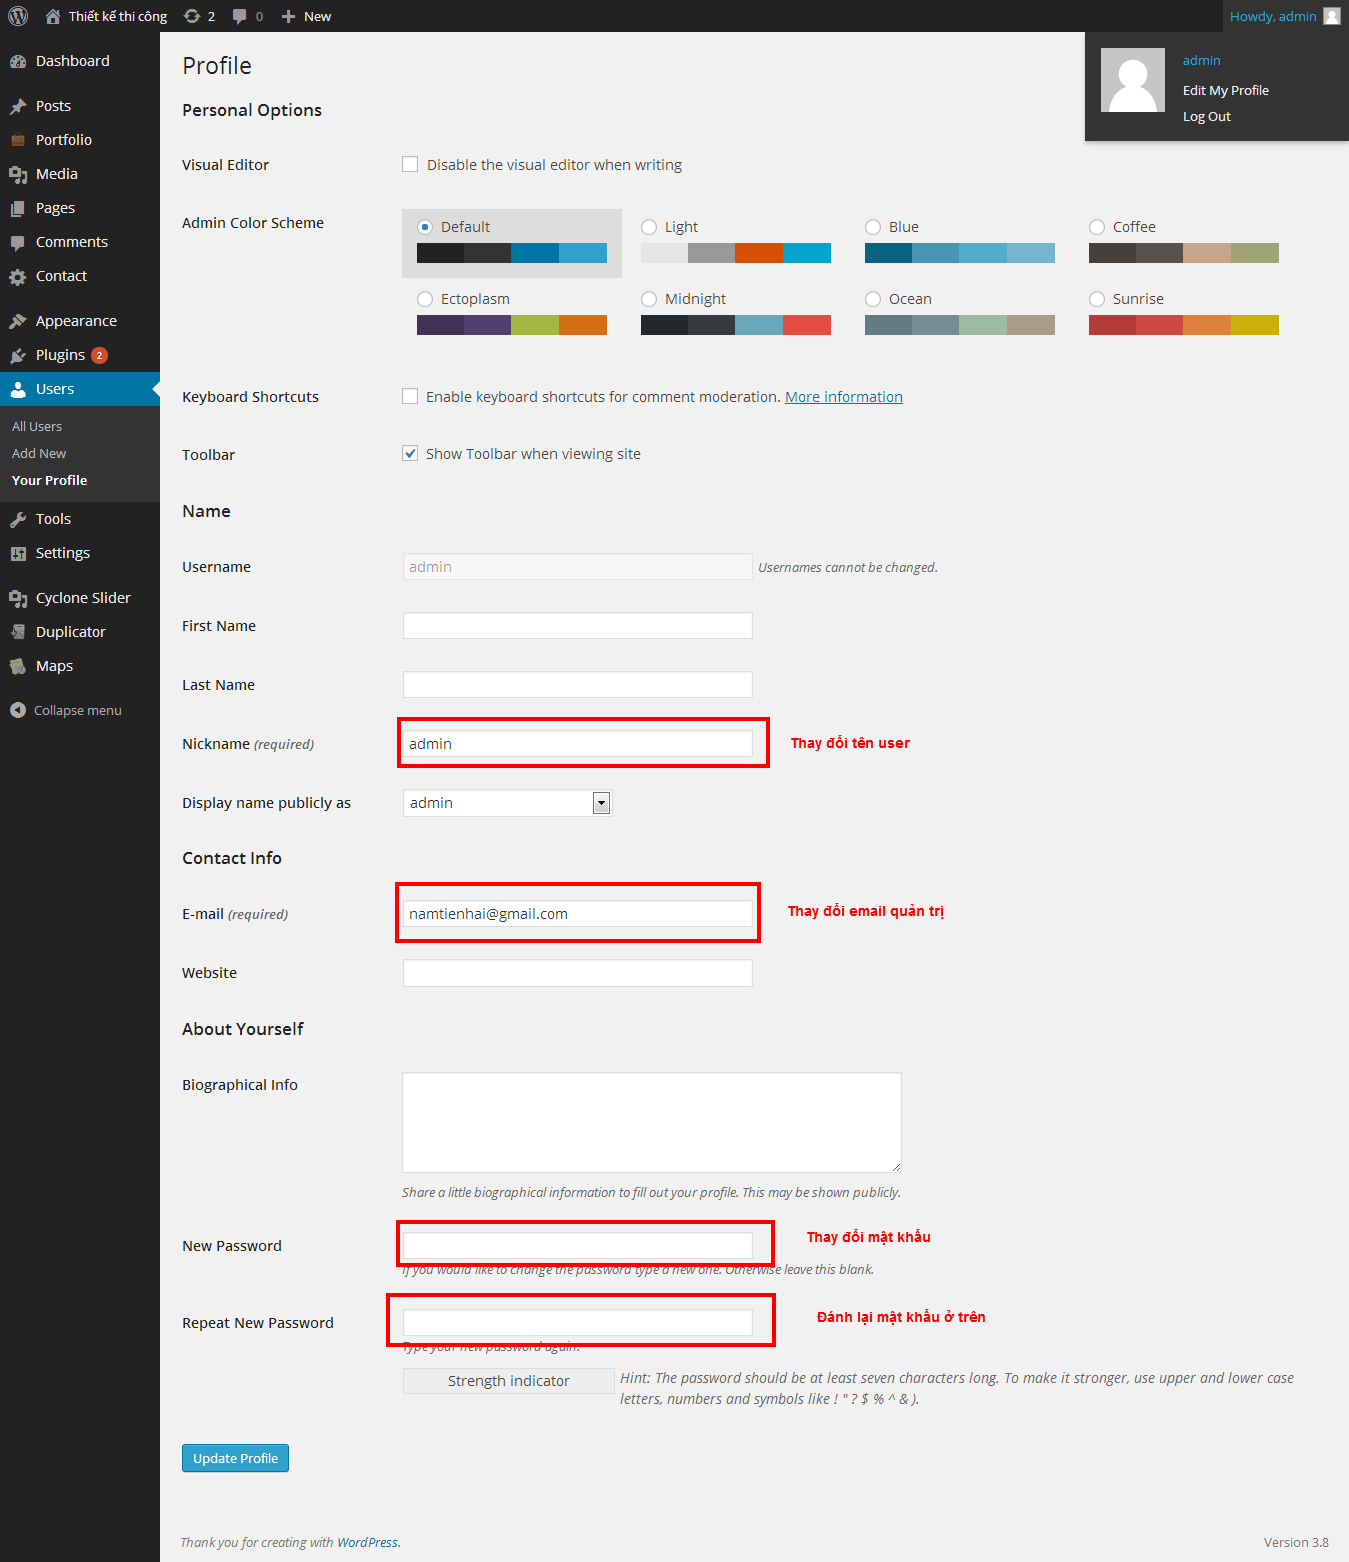 Thiết kế thi công
2
0
New
Howdy, admin
admin
Edit My Profile
Log Out
Dashboard
Posts
Portfolio
Media
Pages
Comments
Contact
Appearance
Plugins 2
Users
All Users
Add New
Your Profile
Tools
Settings
Cyclone Slider
Duplicator
Maps
Collapse menu
Profile
Personal Options
Visual Editor
Disable the visual editor when writing
Admin Color Scheme
Default
Light
Blue
Coffee
Ectoplasm
Midnight
Ocean
Sunrise
Keyboard Shortcuts
Enable keyboard shortcuts for comment moderation. More information
Toolbar
Show Toolbar when viewing site
Name
Username
admin
Usernames cannot be changed.
First Name
Last Name
Nickname (required)
admin
Thay đổi tên user
Display name publicly as
admin
Contact Info
E-mail (required)
namtienhai@gmail.com
Thay đổi email quản trị
Website
About Yourself
Biographical Info
Share a little biographical information to fill out your profile. This may be shown publicly.
New Password
Thay đổi mật khẩu
If you would like to change the password type a new one. Otherwise leave this blank.
Repeat New Password
Đánh lại mật khẩu ở trên
Type your new password again.
Strength indicator
Hint: The password should be at least seven characters long. To make it stronger, use upper and lower case
letters, numbers and symbols like ! " ? $ % ^ & ).
Update Profile
Thank you for creating with WordPress.
Version 3.8